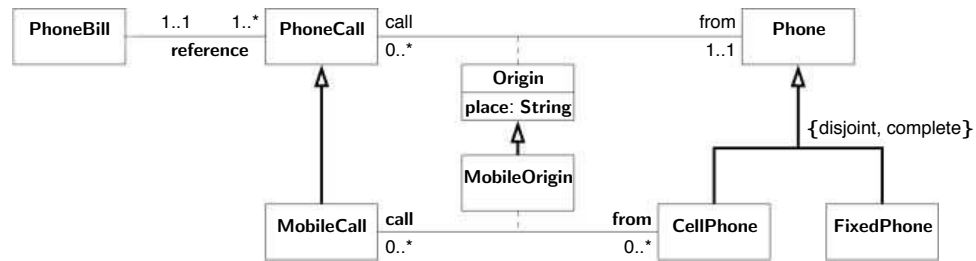 PhoneBill 1..1 1..* PhoneCall call from Phone
reference 0..* 1..1
Origin
place: String
{disjoint, complete}
MobileOrigin
MobileCall call from CellPhone FixedPhone
0..* 0..*